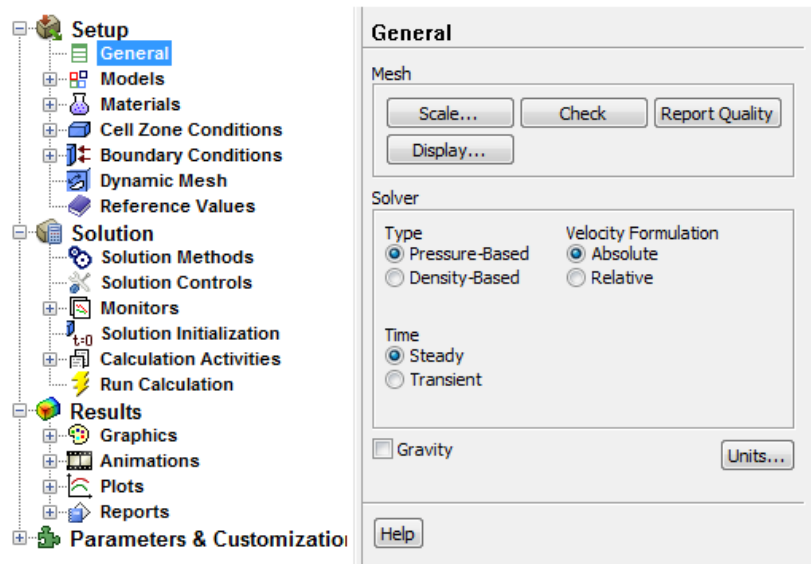 Setup
General
Models
Materials
Cell Zone Conditions
Boundary Conditions
Dynamic Mesh
Reference Values
Solution
Solution Methods
Solution Controls
Monitors
t=0 Solution Initialization
Calculation Activities
Run Calculation
Results
Graphics
Animations
Plots
Reports
Parameters & Customizatio
General
Mesh
Scale... Check Report Quality
Display...
Solver
Type Velocity Formulation
Pressure-Based Absolute
Density-Based Relative
Time
Steady
Transient
Gravity Units...
Help